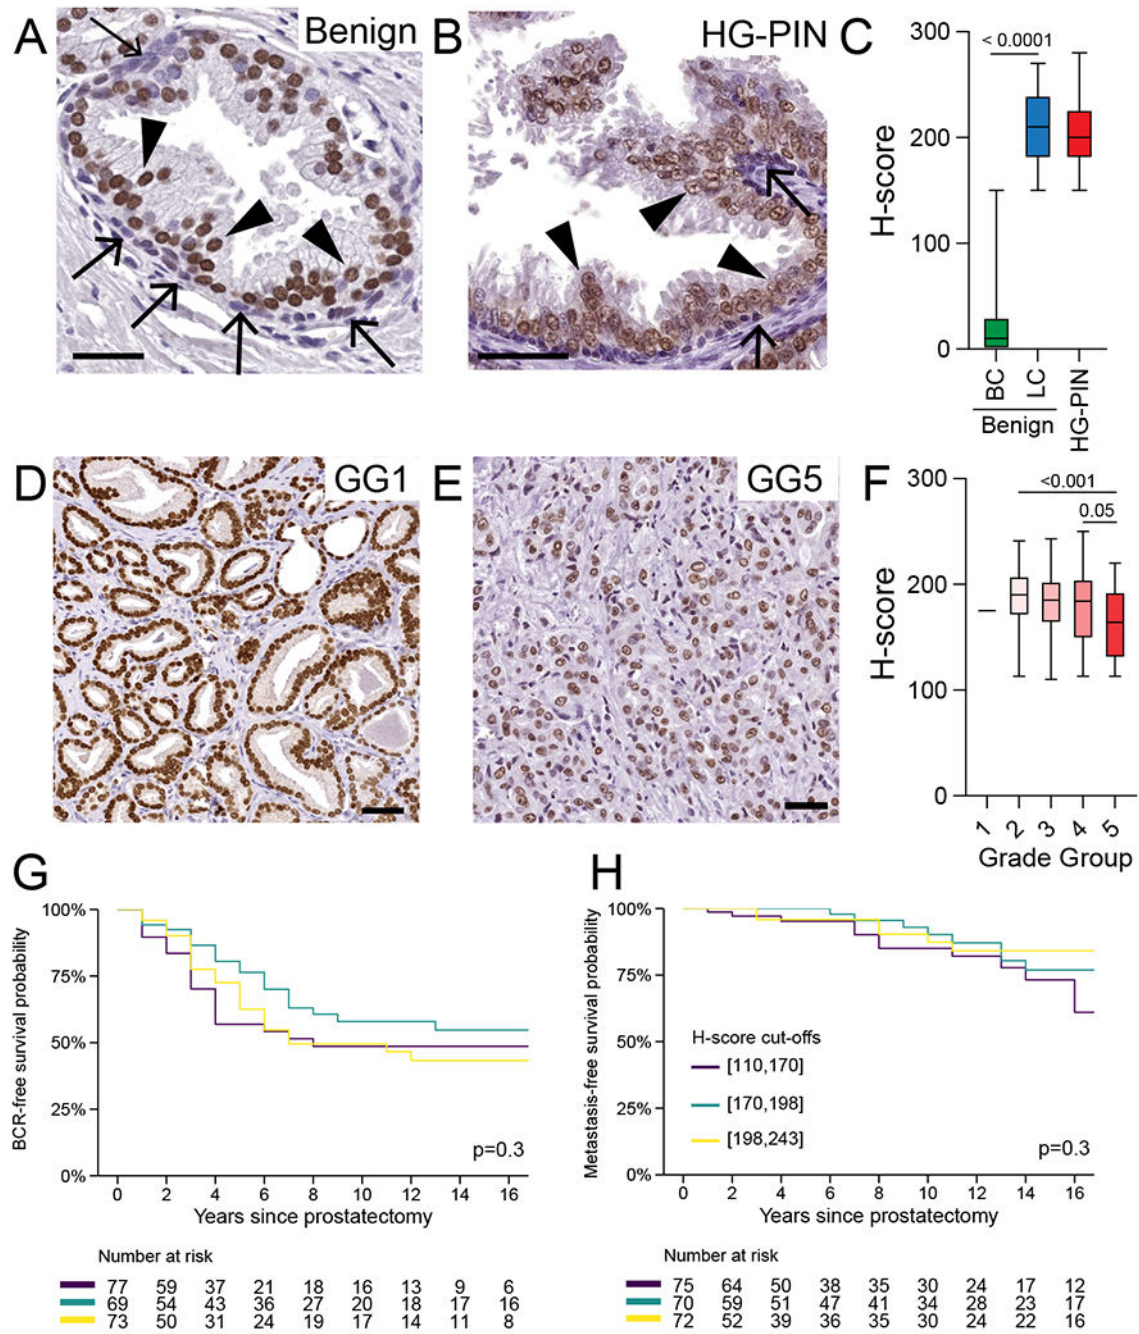 A
Benign
B
HG-PIN
C
< 0.0001
300
200
100
0
H-score
BC
LC
HG-PIN
Benign
D
GG1
E
GG5
F
<0.001
0.05
300
200
100
0
H-score
1
2
3
4
5
Grade Group
G
100%
75%
50%
25%
0%
BCR-free survival probability
p=0.3
0 2 4 6 8 10 12 14 16
Years since prostatectomy
Number at risk
77 59 37 21 18 16 13 9 6
69 54 43 36 27 20 18 17 16
73 50 31 24 19 17 14 11 8
H
100%
75%
50%
25%
0%
Metastasis-free survival probability
H-score cut-offs
[110,170]
[170,198]
[198,243]
p=0.3
0 2 4 6 8 10 12 14 16
Years since prostatectomy
Number at risk
75 64 50 38 35 30 24 17 12
70 59 51 47 41 34 28 23 17
72 52 39 36 35 30 24 22 16